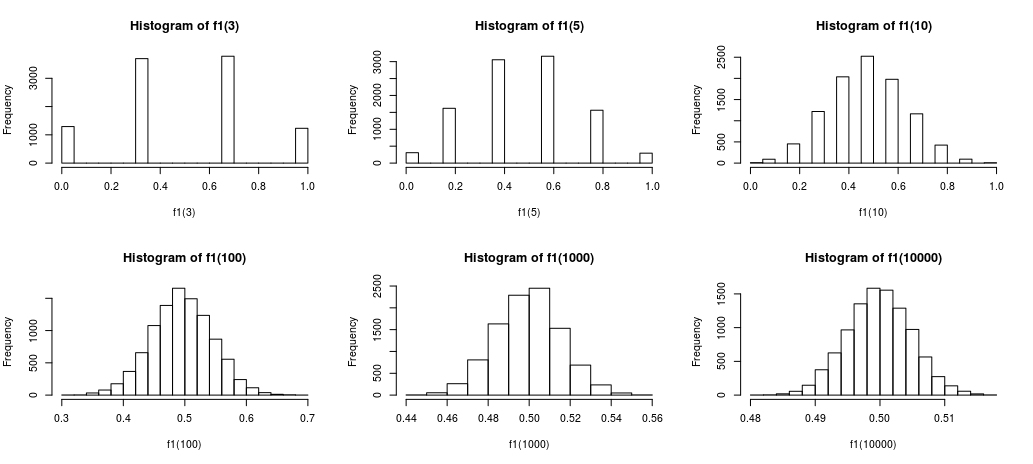 Histogram of f1(3)
Frequency
0 1000 3000
0.0 0.2 0.4 0.6 0.8 1.0
f1(3)
Histogram of f1(5)
Frequency
0 1000 2000 3000
0.0 0.2 0.4 0.6 0.8 1.0
f1(5)
Histogram of f1(10)
Frequency
0 500 1500 2500
0.0 0.2 0.4 0.6 0.8 1.0
f1(10)
Histogram of f1(100)
Frequency
0 500 1000
0.3 0.4 0.5 0.6 0.7
f1(100)
Histogram of f1(1000)
Frequency
0 500 1500 2500
0.44 0.46 0.48 0.50 0.52 0.54 0.56
f1(1000)
Histogram of f1(10000)
Frequency
0 500 1000 1500
0.48 0.49 0.50 0.51
f1(10000)